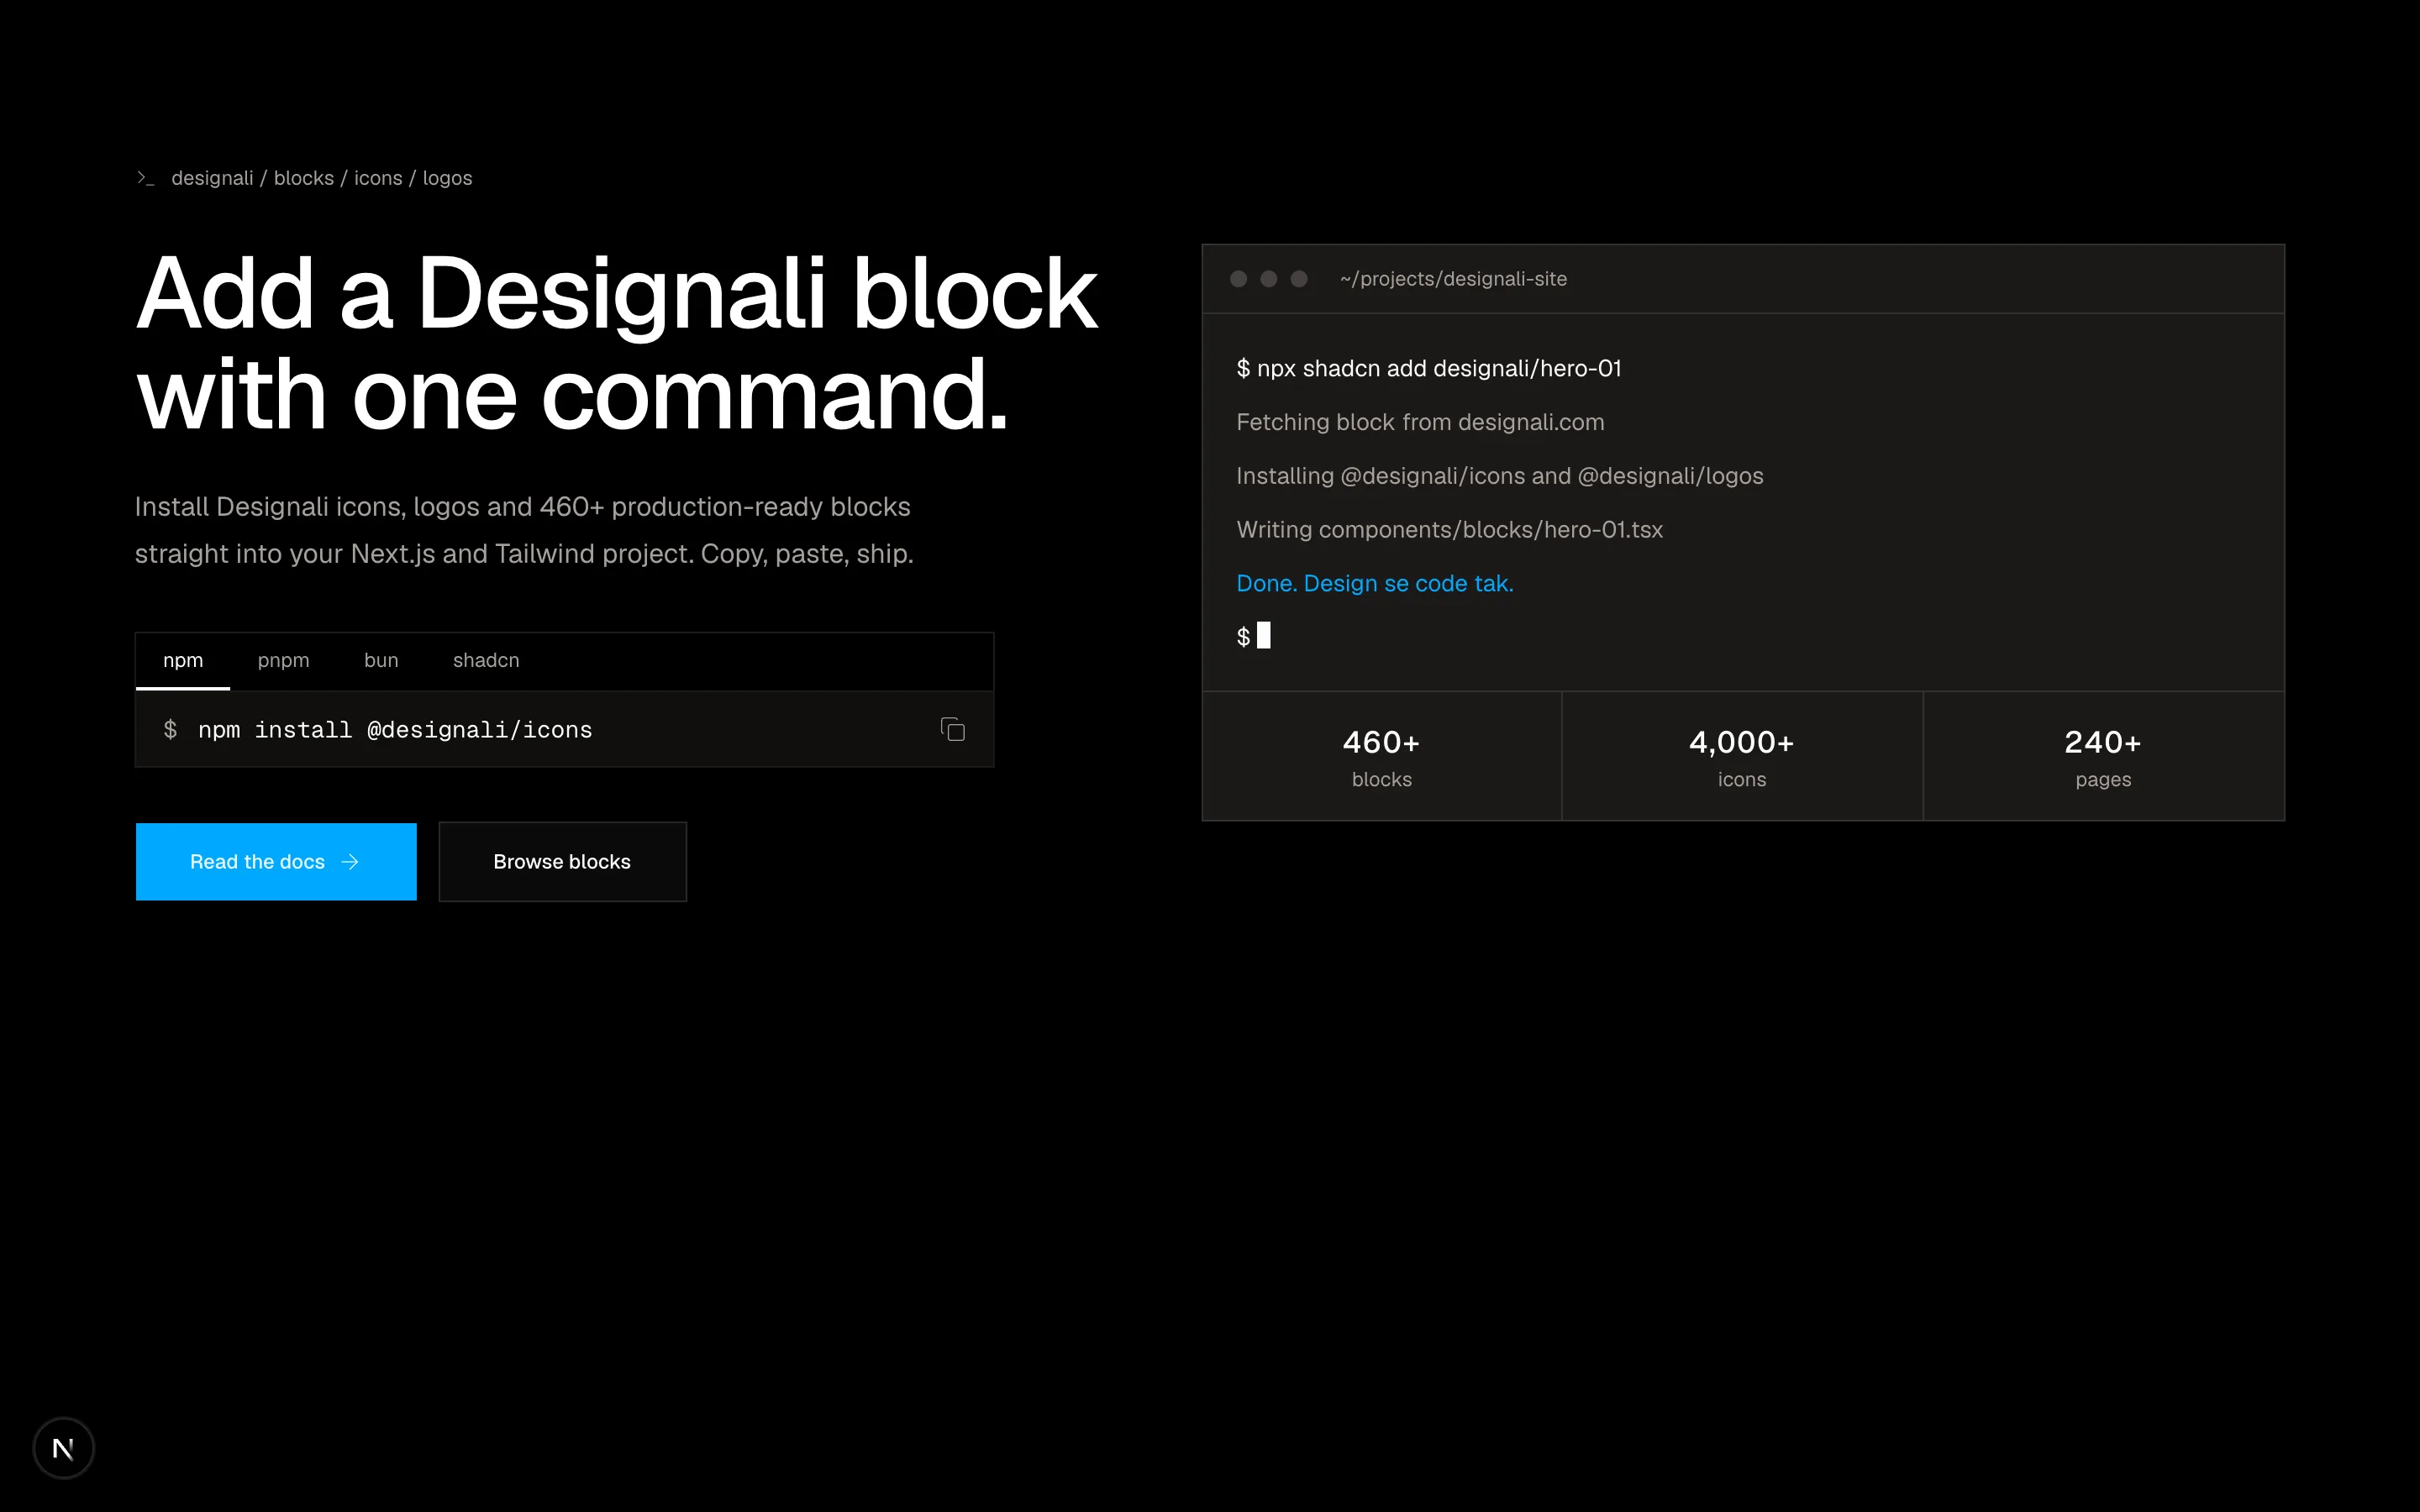 >_ designali / blocks / icons / logos
Add a Designali block
with one command.
Install Designali icons, logos and 460+ production-ready blocks
straight into your Next.js and Tailwind project. Copy, paste, ship.
npm pnpm bun shadcn
$ npm install @designali/icons
Read the docs →
Browse blocks
~/projects/designali-site
$ npx shadcn add designali/hero-01
Fetching block from designali.com
Installing @designali/icons and @designali/logos
Writing components/blocks/hero-01.tsx
Done. Design se code tak.
$
460+
blocks
4,000+
icons
240+
pages
N